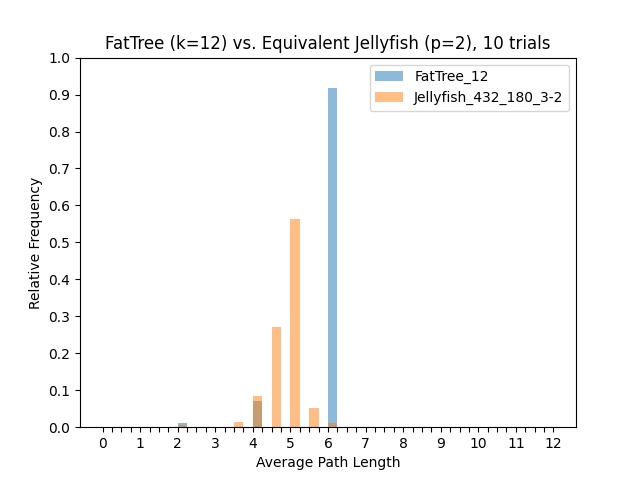 FatTree (k=12) vs. Equivalent Jellyfish (p=2), 10 trials
FatTree_12
Jellyfish_432_180_3-2
1.0
0.9
0.8
0.7
0.6
0.5
0.4
0.3
0.2
0.1
0.0
Relative Frequency
0 1 2 3 4 5 6 7 8 9 10 11 12
Average Path Length